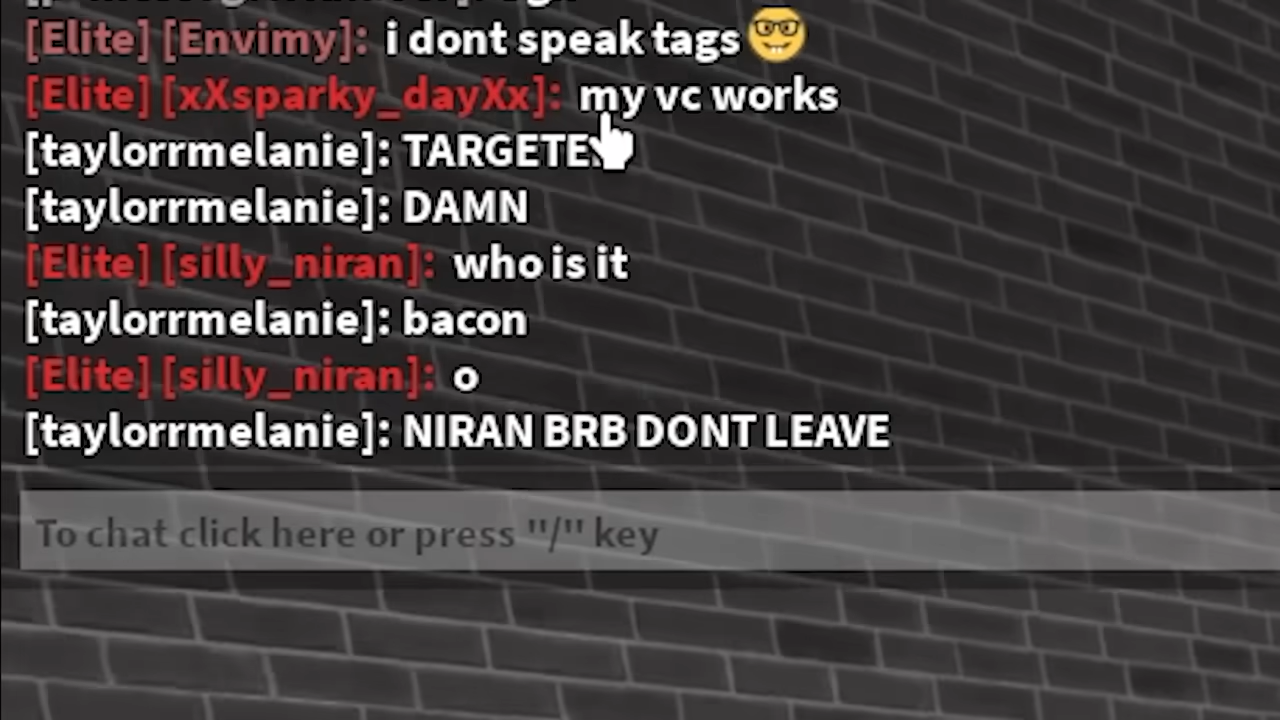 [Elite] [Envimy]: i dont speak tags 🤓
[Elite] [xXsparky_dayXx]: my vc works
[taylorrmelanie]:
[taylorrmelanie]: DAMN
[Elite] [silly_niran]: who is it
[taylorrmelanie]: bacon
[Elite] [silly_niran]: o
[taylorrmelanie]: NIRAN BRB DONT LEAVE
To chat click here or press "/" key